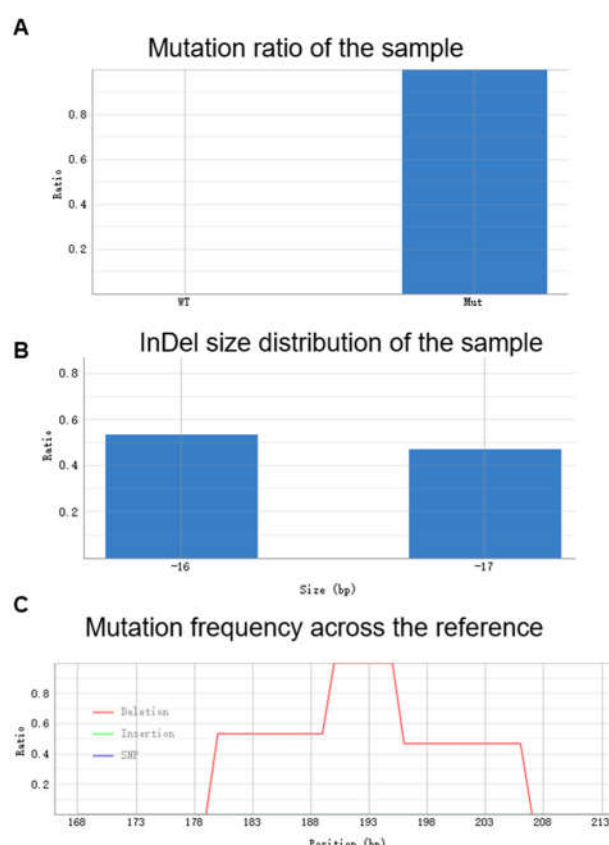 A
Mutation ratio of the sample
0.8
0.6
0.4
0.2
Ratio
WT Mut
B
InDel size distribution of the sample
0.8
0.6
0.4
0.2
Ratio
-16 -17
Size (bp)
C
Mutation frequency across the reference
0.8
0.6
0.4
0.2
Ratio
Deletion
Insertion
SNP
168 173 178 183 188 193 198 203 208 213
Position (bp)